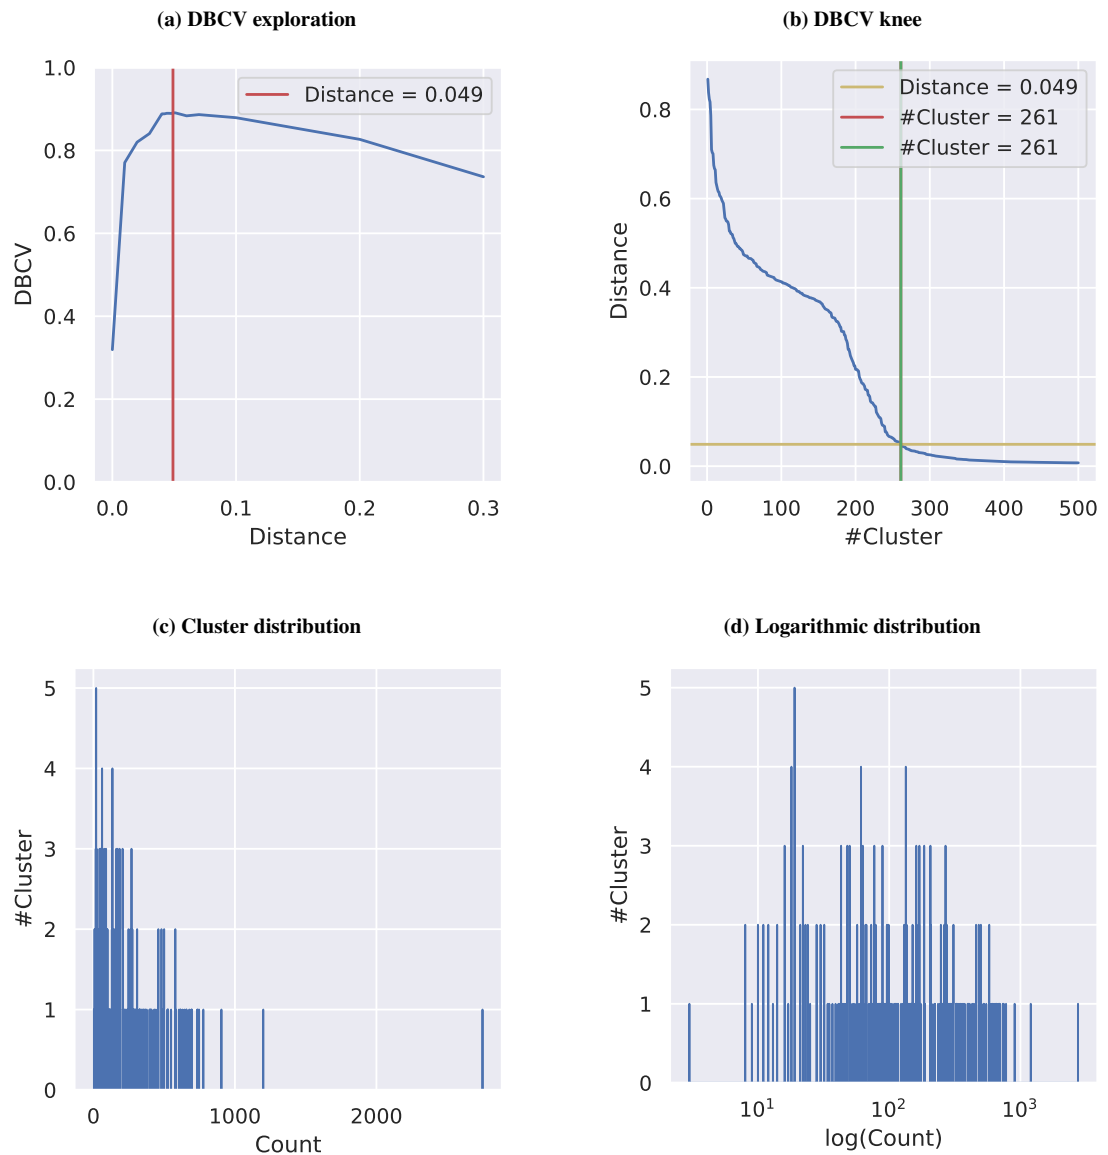 (a) DBCV exploration
1.0
0.8
0.6
0.4
0.2
0.0
DBCV
Distance = 0.049
0.0 0.1 0.2 0.3
Distance
(b) DBCV knee
0.8
0.6
0.4
0.2
0.0
Distance
Distance = 0.049
#Cluster = 261
#Cluster = 261
0 100 200 300 400 500
#Cluster
(c) Cluster distribution
5
4
3
2
1
0
#Cluster
0 1000 2000
Count
(d) Logarithmic distribution
5
4
3
2
1
0
#Cluster
10¹ 10² 10³
log(Count)